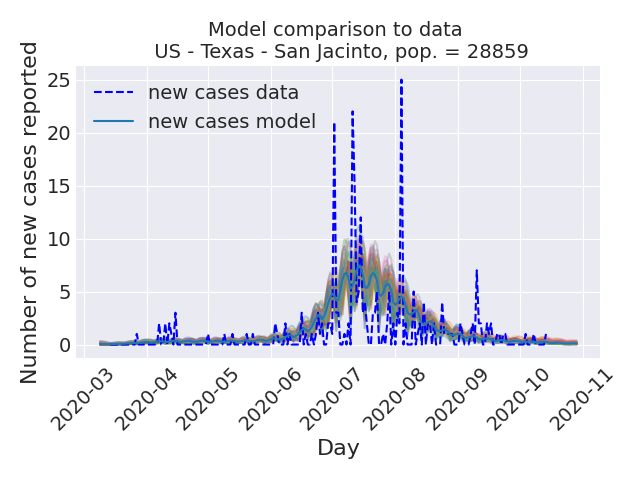 Model comparison to data
US - Texas - San Jacinto, pop. = 28859
Number of new cases reported
25
20
15
10
5
0
new cases data
new cases model
2020-03
2020-04
2020-05
2020-06
2020-07
2020-08
2020-09
2020-10
2020-11
Day